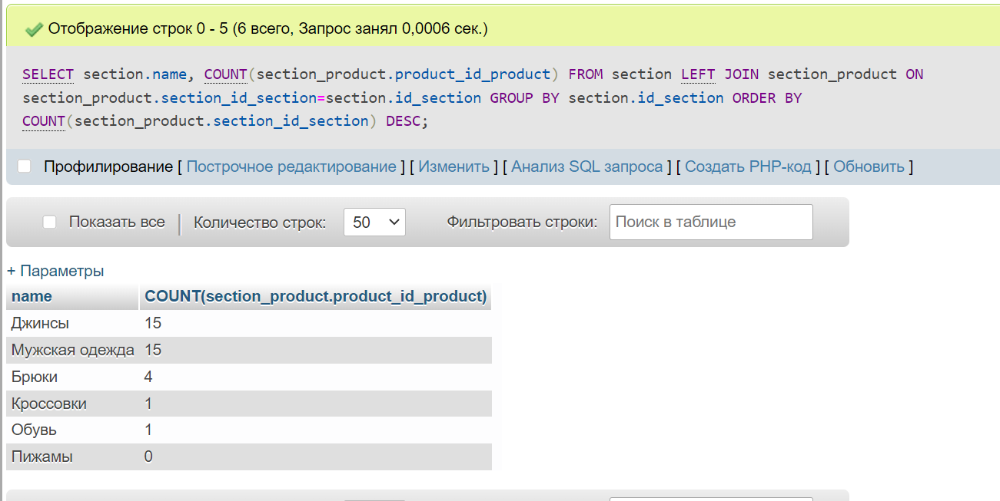 Отображение строк 0 - 5 (6 всего, Запрос занял 0,0006 сек.)
SELECT section.name, COUNT(section_product.product_id_product) FROM section LEFT JOIN section_product ON
section_product.section_id_section=section.id_section GROUP BY section.id_section ORDER BY
COUNT(section_product.section_id_section) DESC;
Профилирование [ Построчное редактирование ] [ Изменить ] [ Анализ SQL запроса ] [ Создать PHP-код ] [ Обновить ]
Показать все | Количество строк: 50 Фильтровать строки: Поиск в таблице
+ Параметры
name COUNT(section_product.product_id_product)
Джинсы 15
Мужская одежда 15
Брюки 4
Кроссовки 1
Обувь 1
Пижамы 0